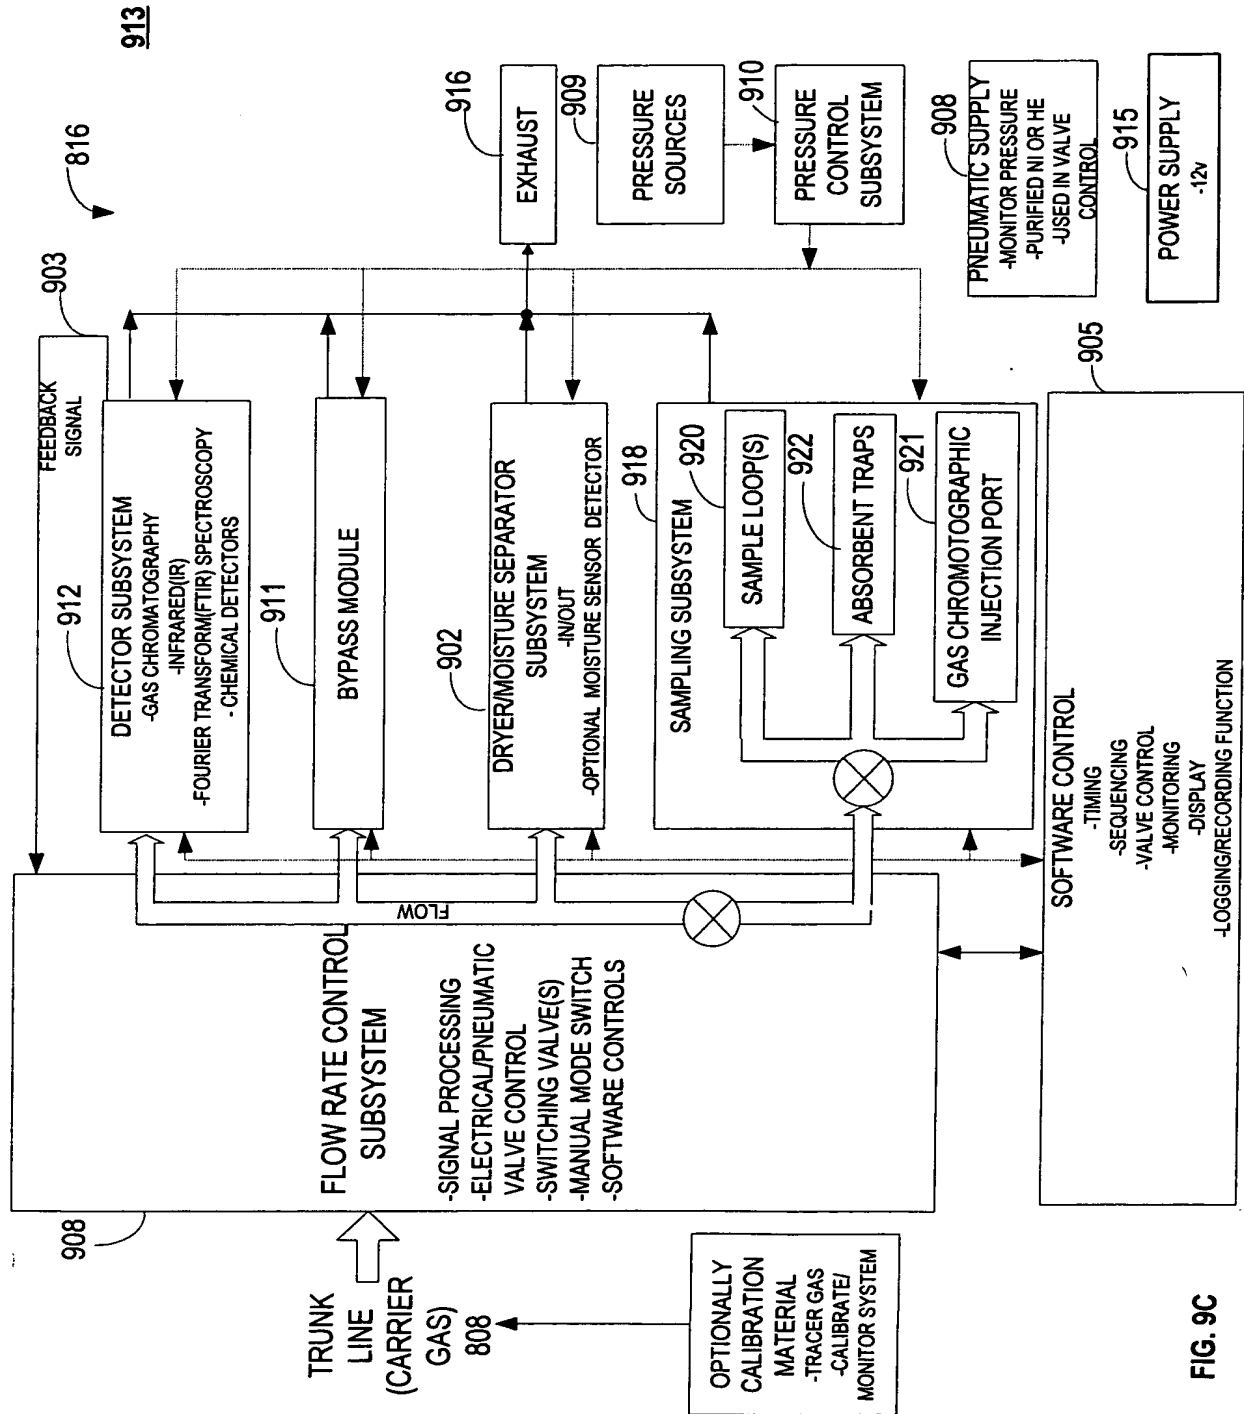 913
816
903
FEEDBACK
SIGNAL
912
DETECTOR SUBSYSTEM
-GAS CHROMATOGRAPHY
-INFRARED(IR)
-FOURIER TRANSFORM(FTIR) SPECTROSCOPY
- CHEMICAL DETECTORS
911
BYPASS MODULE
902
DRYER/MOISTURE SEPARATOR
SUBSYSTEM
-IN/OUT
-OPTIONAL MOISTURE SENSOR DETECTOR
918
SAMPLING SUBSYSTEM
920
SAMPLE LOOP(S)
922
ABSORBENT TRAPS
921
GAS CHROMOTOGRAPHIC
INJECTION PORT
916
EXHAUST
909
PRESSURE
SOURCES
910
PRESSURE
CONTROL
SUBSYSTEM
908
PNEUMATIC SUPPLY
-MONITOR PRESSURE
-PURIFIED NI OR HE
-USED IN VALVE
CONTROL
915
POWER SUPPLY
-12v
908
FLOW RATE CONTROL
SUBSYSTEM
-SIGNAL PROCESSING
-ELECTRICAL/PNEUMATIC
VALVE CONTROL
-SWITCHING VALVE(S)
-MANUAL MODE SWITCH
-SOFTWARE CONTROLS
FLOW
905
SOFTWARE CONTROL
-TIMING
-SEQUENCING
-VALVE CONTROL
-MONITORING
-DISPLAY
-LOGGING/RECORDING FUNCTION
TRUNK
LINE
(CARRIER
GAS)
808
OPTIONALLY
CALIBRATION
MATERIAL
-TRACER GAS
-CALIBRATE/
MONITOR SYSTEM
FIG. 9C